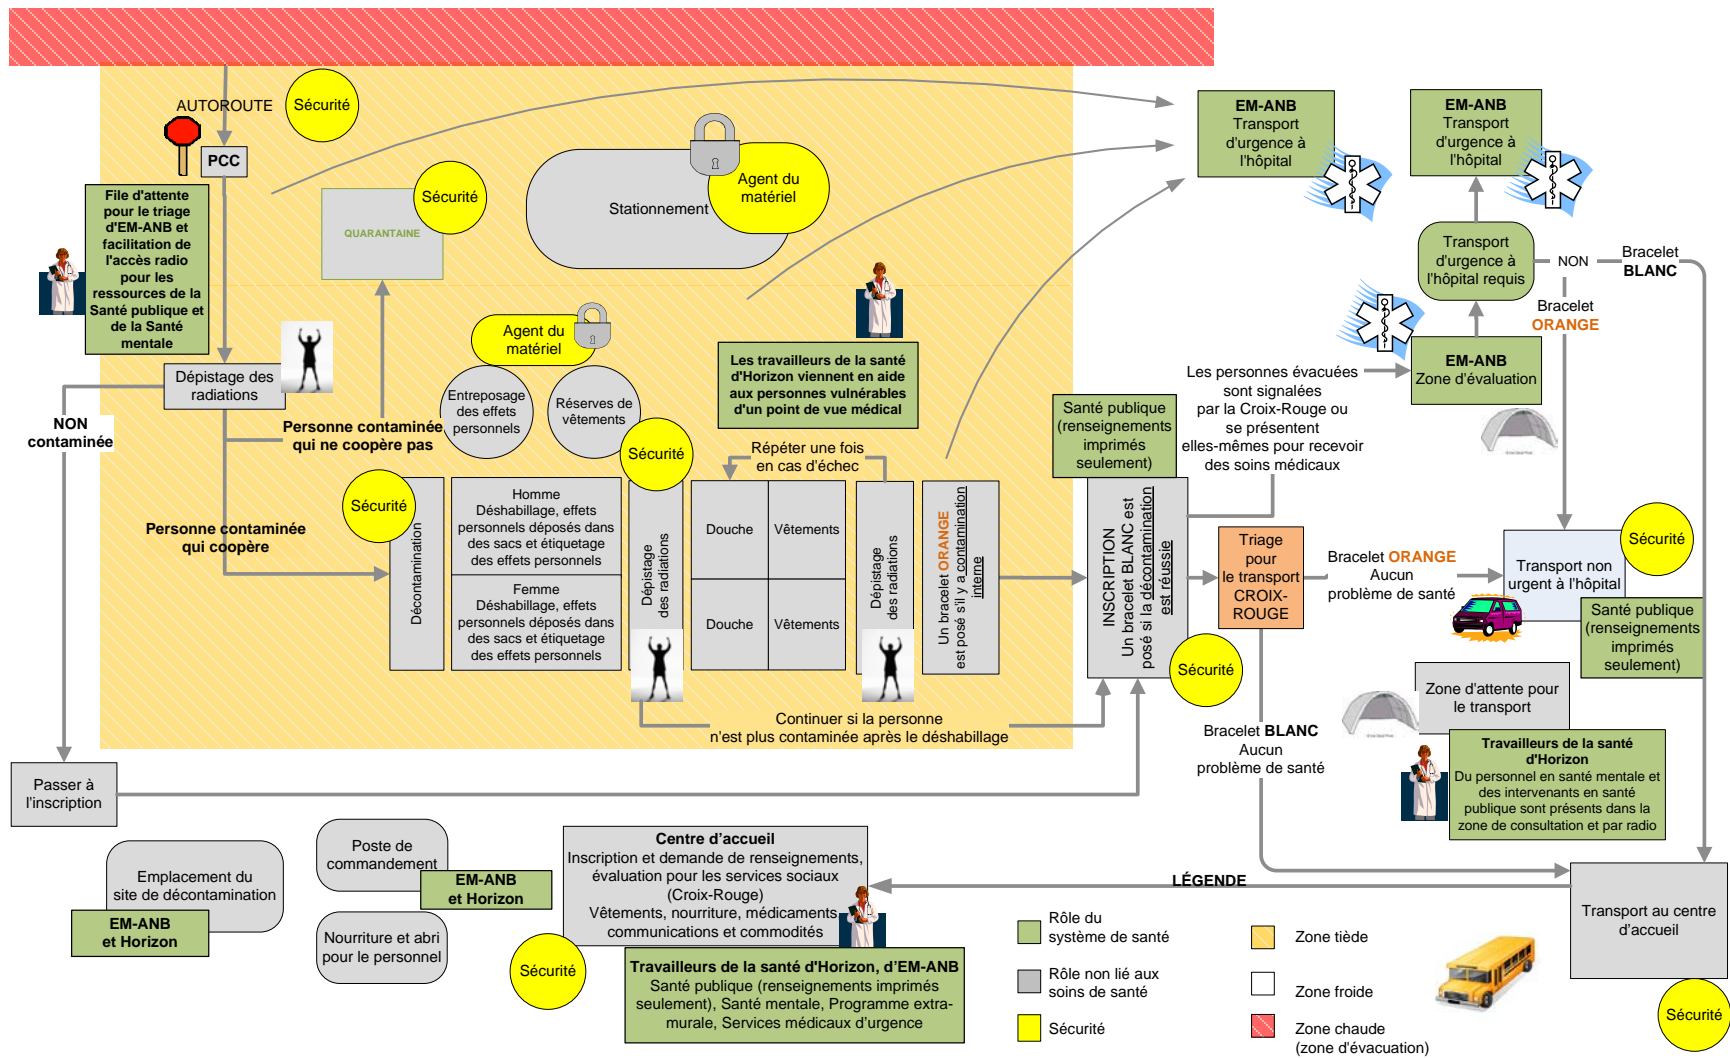 AUTOROUTE
Sécurité
PCC
File d'attente
pour le triage
d'EM-ANB et
facilitation de
l'accès radio
pour les
ressources de la
Santé publique et
de la Santé
mentale
QUARANTAINE
Sécurité
Stationnement
Agent du
matériel
EM-ANB
Transport
d'urgence à
l'hôpital
EM-ANB
Transport
d'urgence à
l'hôpital
Transport
d'urgence à
l'hôpital requis
NON
Bracelet
BLANC
Bracelet
ORANGE
EM-ANB
Zone d'évaluation
Dépistage des
radiations
NON
contaminée
Personne contaminée
qui ne coopère pas
Agent du
matériel
Entreposage
des effets
personnels
Réserves de
vêtements
Sécurité
Les travailleurs de la santé
d'Horizon viennent en aide
aux personnes vulnérables
d'un point de vue médical
Répéter une fois
en cas d'échec
Santé publique
(renseignements
imprimés
seulement)
Les personnes évacuées
sont signalées
par la Croix-Rouge ou
se présentent
elles-mêmes pour recevoir
des soins médicaux
Sécurité
Personne contaminée
qui coopère
Décontamination
Homme
Déshabillage, effets
personnels déposés dans
des sacs et étiquetage
des effets personnels
Femme
Déshabillage, effets
personnels déposés dans
des sacs et étiquetage
des effets personnels
Dépistage
des radiations
Douche
Vêtements
Douche
Vêtements
Dépistage
des radiations
Un bracelet ORANGE
est posé s'il y a contamination
interne
INSCRIPTION
Un bracelet BLANC est
posé si la décontamination
est réussie
Sécurité
Triage
pour
le transport
CROIX-
ROUGE
Bracelet ORANGE
Aucun
problème de santé
Transport non
urgent à l'hôpital
Sécurité
Santé publique
(renseignements
imprimés
seulement)
Continuer si la personne
n'est plus contaminée après le déshabillage
Bracelet BLANC
Aucun
problème de santé
Zone d'attente pour
le transport
Travailleurs de la santé
d'Horizon
Du personnel en santé mentale et
des intervenants en santé
publique sont présents dans la
zone de consultation et par radio
Passer à
l'inscription
Emplacement du
site de décontamination
EM-ANB
et Horizon
Poste de
commandement
EM-ANB
et Horizon
Nourriture et abri
pour le personnel
Centre d'accueil
Inscription et demande de renseignements,
évaluation pour les services sociaux
(Croix-Rouge)
Vêtements, nourriture, médicaments
communications et commodités
Sécurité
Travailleurs de la santé d'Horizon, d'EM-ANB
Santé publique (renseignements imprimés
seulement), Santé mentale, Programme extra-
murale, Services médicaux d'urgence
Transport au centre
d'accueil
Sécurité
LÉGENDE
Rôle du
système de santé
Rôle non lié aux
soins de santé
Sécurité
Zone tiède
Zone froide
Zone chaude
(zone d'évacuation)